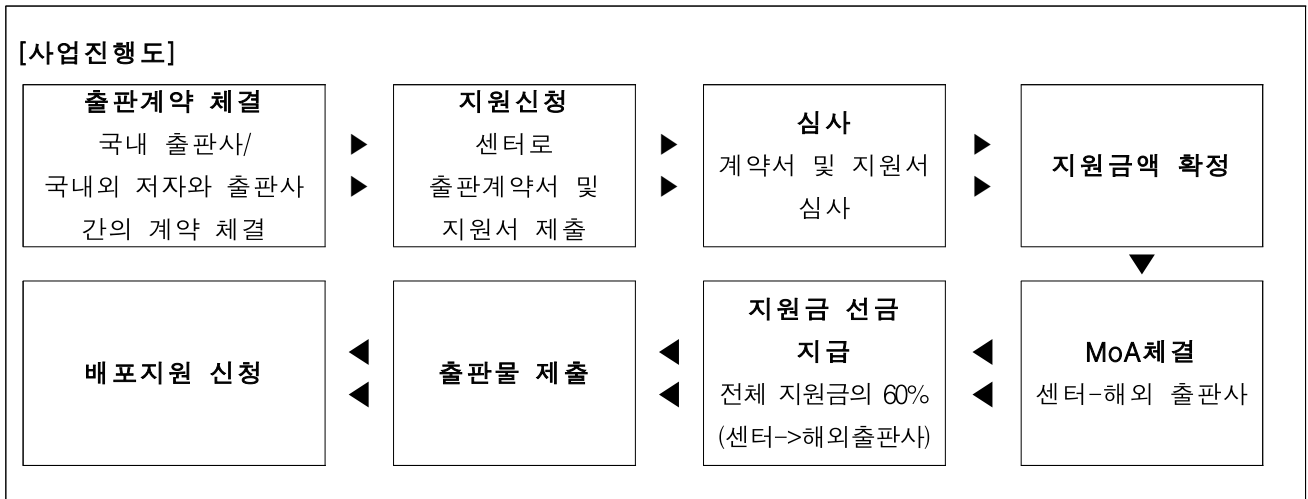 [사업진행도]
출판계약 체결
국내 출판사/
국내외 저자와 출판사
간의 계약 체결
▶
▶
지원신청
센터로
출판계약서 및
지원서 제출
▶
▶
심사
계약서 및 지원서
심사
▶
▶
지원금액 확정
▼
MoA체결
센터-해외 출판사
◀
◀
지원금 선금
지급
전체 지원금의 60%
(센터->해외출판사)
◀
◀
출판물 제출
◀
◀
배포지원 신청